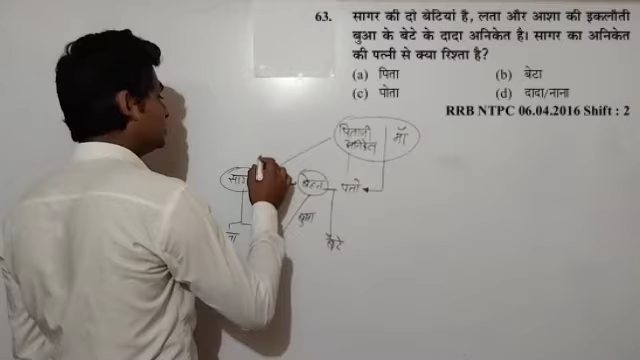 63. सागर की दो बेटियां है, लता और आशा की इकलौती
बुआ के बेटे के दादा अनिकेत है। सागर का अनिकेत
की पत्नी से क्या रिश्ता है?
(a) पिता (b) बेटा
(c) पोता (d) दादा/नाना
RRB NTPC 06.04.2016 Shift : 2
पिताजी माँ
अनिकेत
बहन
बुआ
बेटे